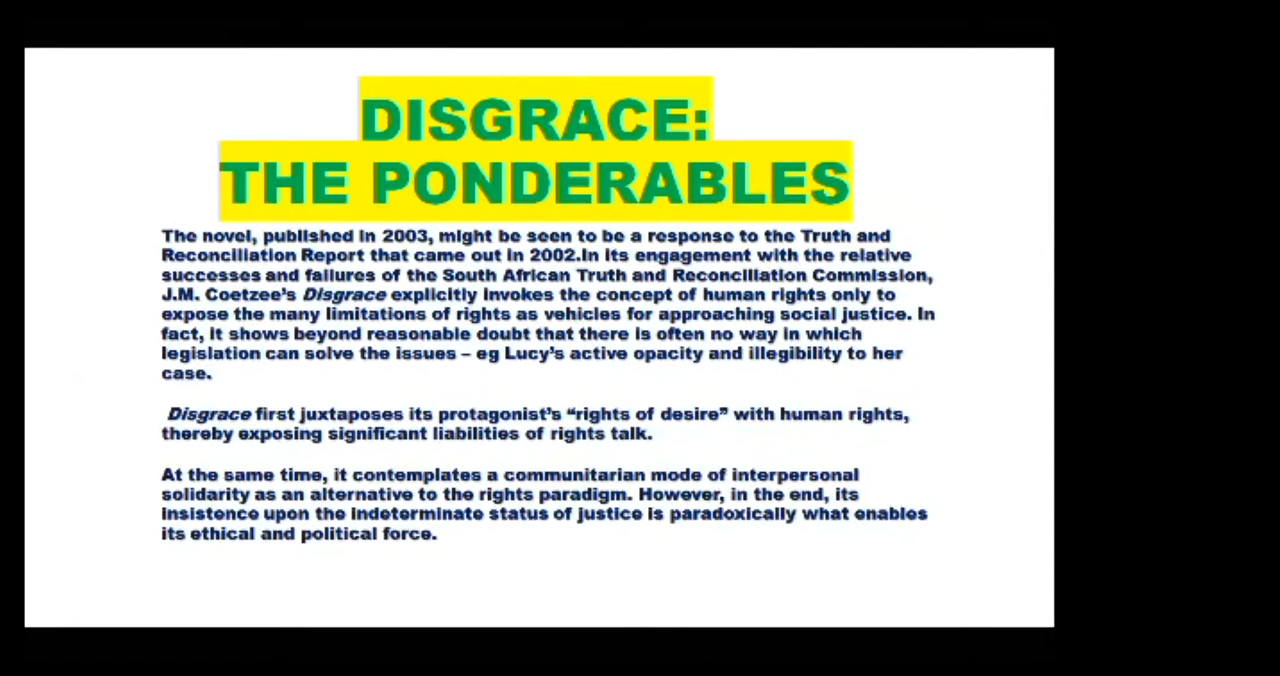 DISGRACE:
THE PONDERABLES
The novel, published in 2003, might be seen to be a response to the Truth and
Reconciliation Report that came out in 2002.In its engagement with the relative
successes and failures of the South African Truth and Reconciliation Commission,
J.M. Coetzee's Disgrace explicitly invokes the concept of human rights only to
expose the many limitations of rights as vehicles for approaching social justice. In
fact, it shows beyond reasonable doubt that there is often no way in which
legislation can solve the issues – eg Lucy's active opacity and illegibility to her
case.
Disgrace first juxtaposes its protagonist's “rights of desire” with human rights,
thereby exposing significant liabilities of rights talk.
At the same time, it contemplates a communitarian mode of interpersonal
solidarity as an alternative to the rights paradigm. However, in the end, its
insistence upon the indeterminate status of justice is paradoxically what enables
its ethical and political force.